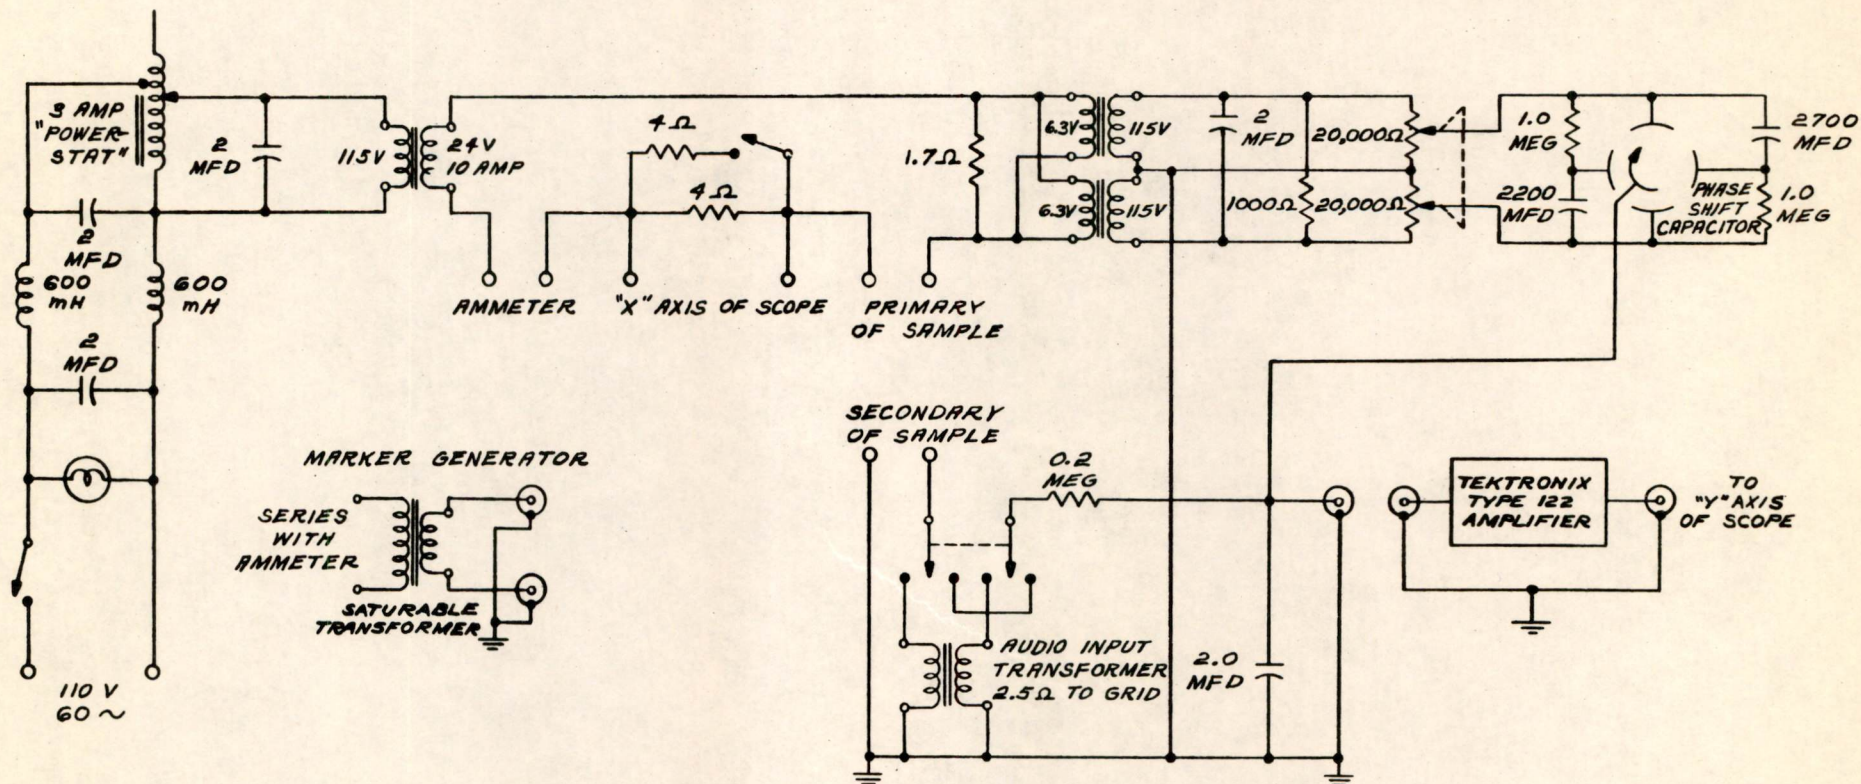 3 AMP
"POWER-
STAT"
2
MFD
115V
24V
10 AMP
4Ω
4Ω
1.7Ω
6.3V
115V
6.3V
115V
2
MFD
1000Ω
20,000Ω
20,000Ω
1.0
MEG
2200
MFD
PHASE
SHIFT
CAPACITOR
2700
MFD
1.0
MEG
2
MFD
600
mH
600
mH
2
MFD
AMMETER
"X" AXIS OF SCOPE
PRIMARY
OF SAMPLE
SECONDARY
OF SAMPLE
MARKER GENERATOR
SERIES
WITH
AMMETER
SATURABLE
TRANSFORMER
0.2
MEG
TEKTRONIX
TYPE 122
AMPLIFIER
TO
"Y" AXIS
OF SCOPE
AUDIO INPUT
TRANSFORMER
2.5Ω TO GRID
2.0
MFD
110 V
60 ~